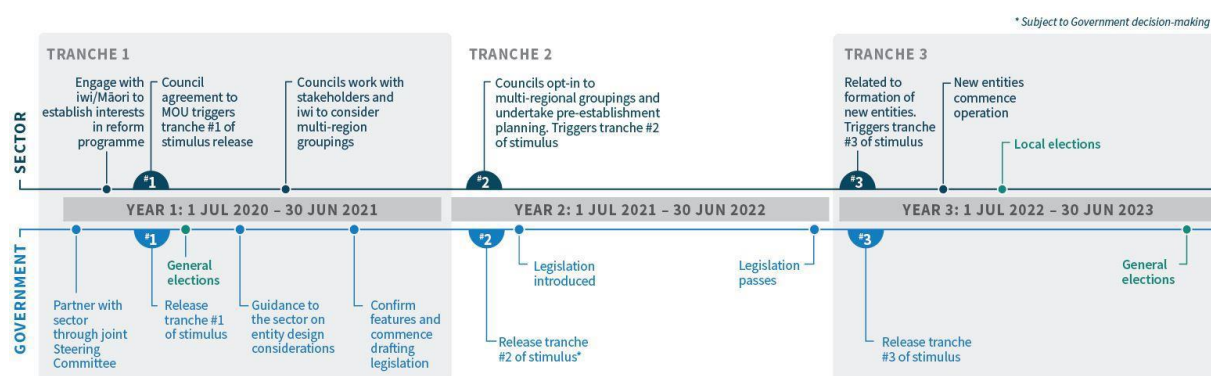 * Subject to Government decision-making
TRANCHE 1
TRANCHE 2
TRANCHE 3
SECTOR
Engage with
iwi/Māori to
establish interests
in reform
programme
Council
agreement to
MOU triggers
tranche #1 of
stimulus release
Councils work with
stakeholders and
iwi to consider
multi-region
groupings
Councils opt-in to
multi-regional groupings and
undertake pre-establishment
planning. Triggers tranche #2
of stimulus
Related to
formation of
new entities.
Triggers tranche
#3 of stimulus
New entities
commence
operation
Local elections
#1
#2
#3
YEAR 1: 1 JUL 2020 – 30 JUN 2021
YEAR 2: 1 JUL 2021 – 30 JUN 2022
YEAR 3: 1 JUL 2022 – 30 JUN 2023
GOVERNMENT
#1
#2
#3
Partner with
sector
through joint
Steering
Committee
Release
tranche #1
of stimulus
General
elections
Guidance to
the sector on
entity design
considerations
Confirm
features and
commence
drafting
legislation
Release tranche
#2 of stimulus*
Legislation
introduced
Legislation
passes
Release tranche
#3 of stimulus
General
elections